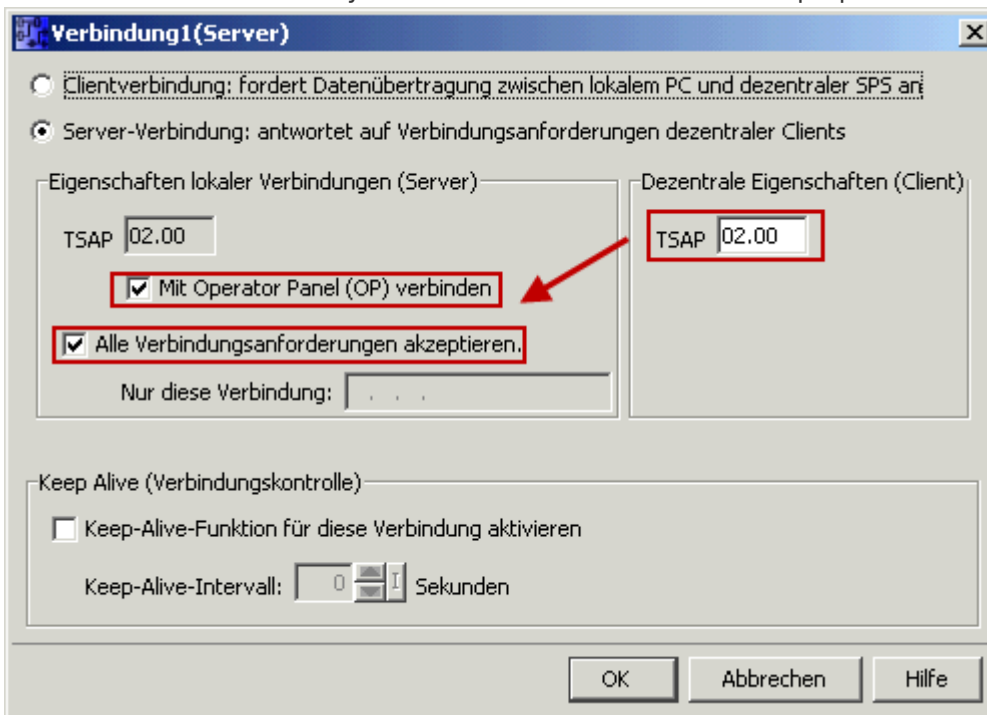 Verbindung1(Server)
Clientverbindung: fordert Datenübertragung zwischen lokalem PC und dezentraler SPS an
Server-Verbindung: antwortet auf Verbindungsanforderungen dezentraler Clients
Eigenschaften lokaler Verbindungen (Server)
TSAP 02.00
Mit Operator Panel (OP) verbinden
Alle Verbindungsanforderungen akzeptieren.
Nur diese Verbindung: . . .
Dezentrale Eigenschaften (Client)
TSAP 02.00
Keep Alive (Verbindungskontrolle)
Keep-Alive-Funktion für diese Verbindung aktivieren
Keep-Alive-Intervall: 0 Sekunden
OK Abbrechen Hilfe